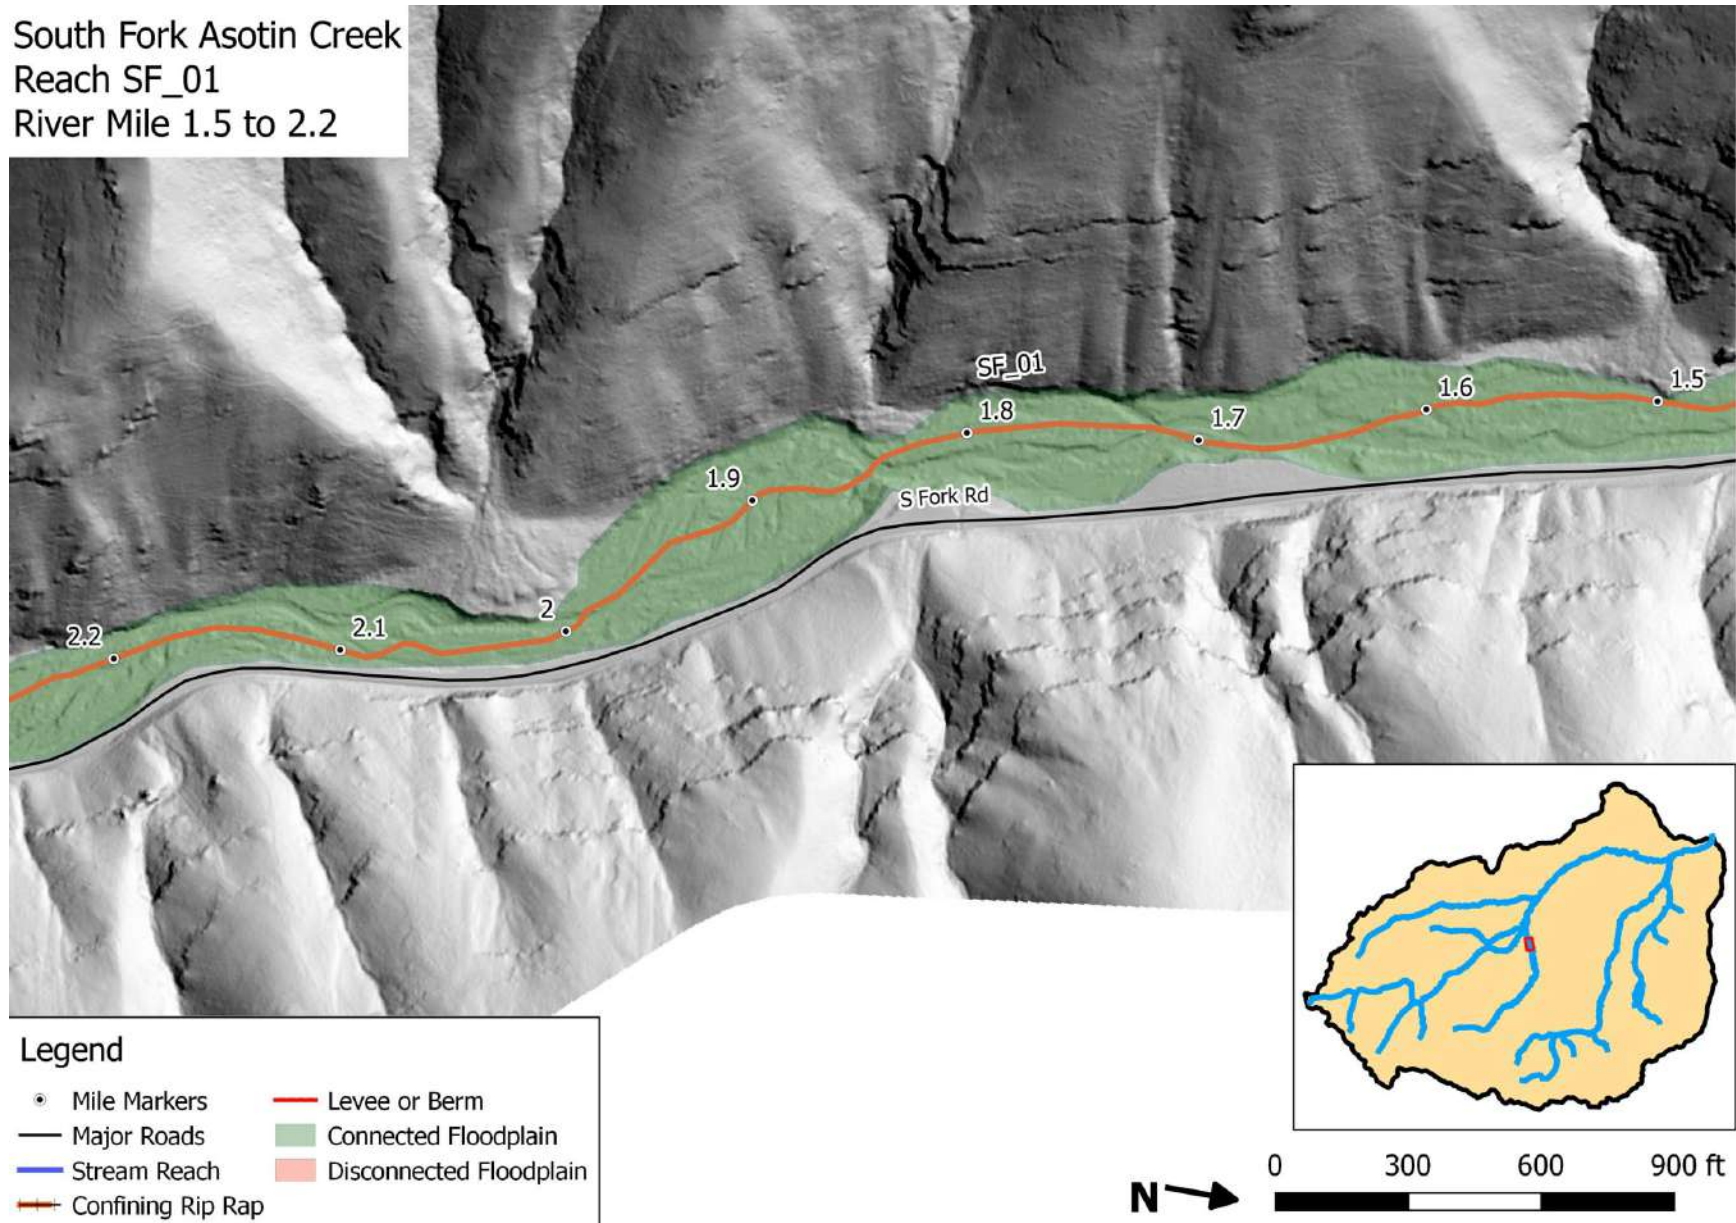 South Fork Asotin Creek
Reach SF_01
River Mile 1.5 to 2.2
SF_01
1.5
1.6
1.8
1.7
1.9
S Fork Rd
2
2.1
2.2
Legend
Mile Markers
Major Roads
Stream Reach
Confining Rip Rap
Levee or Berm
Connected Floodplain
Disconnected Floodplain
N
0 300 600 900 ft